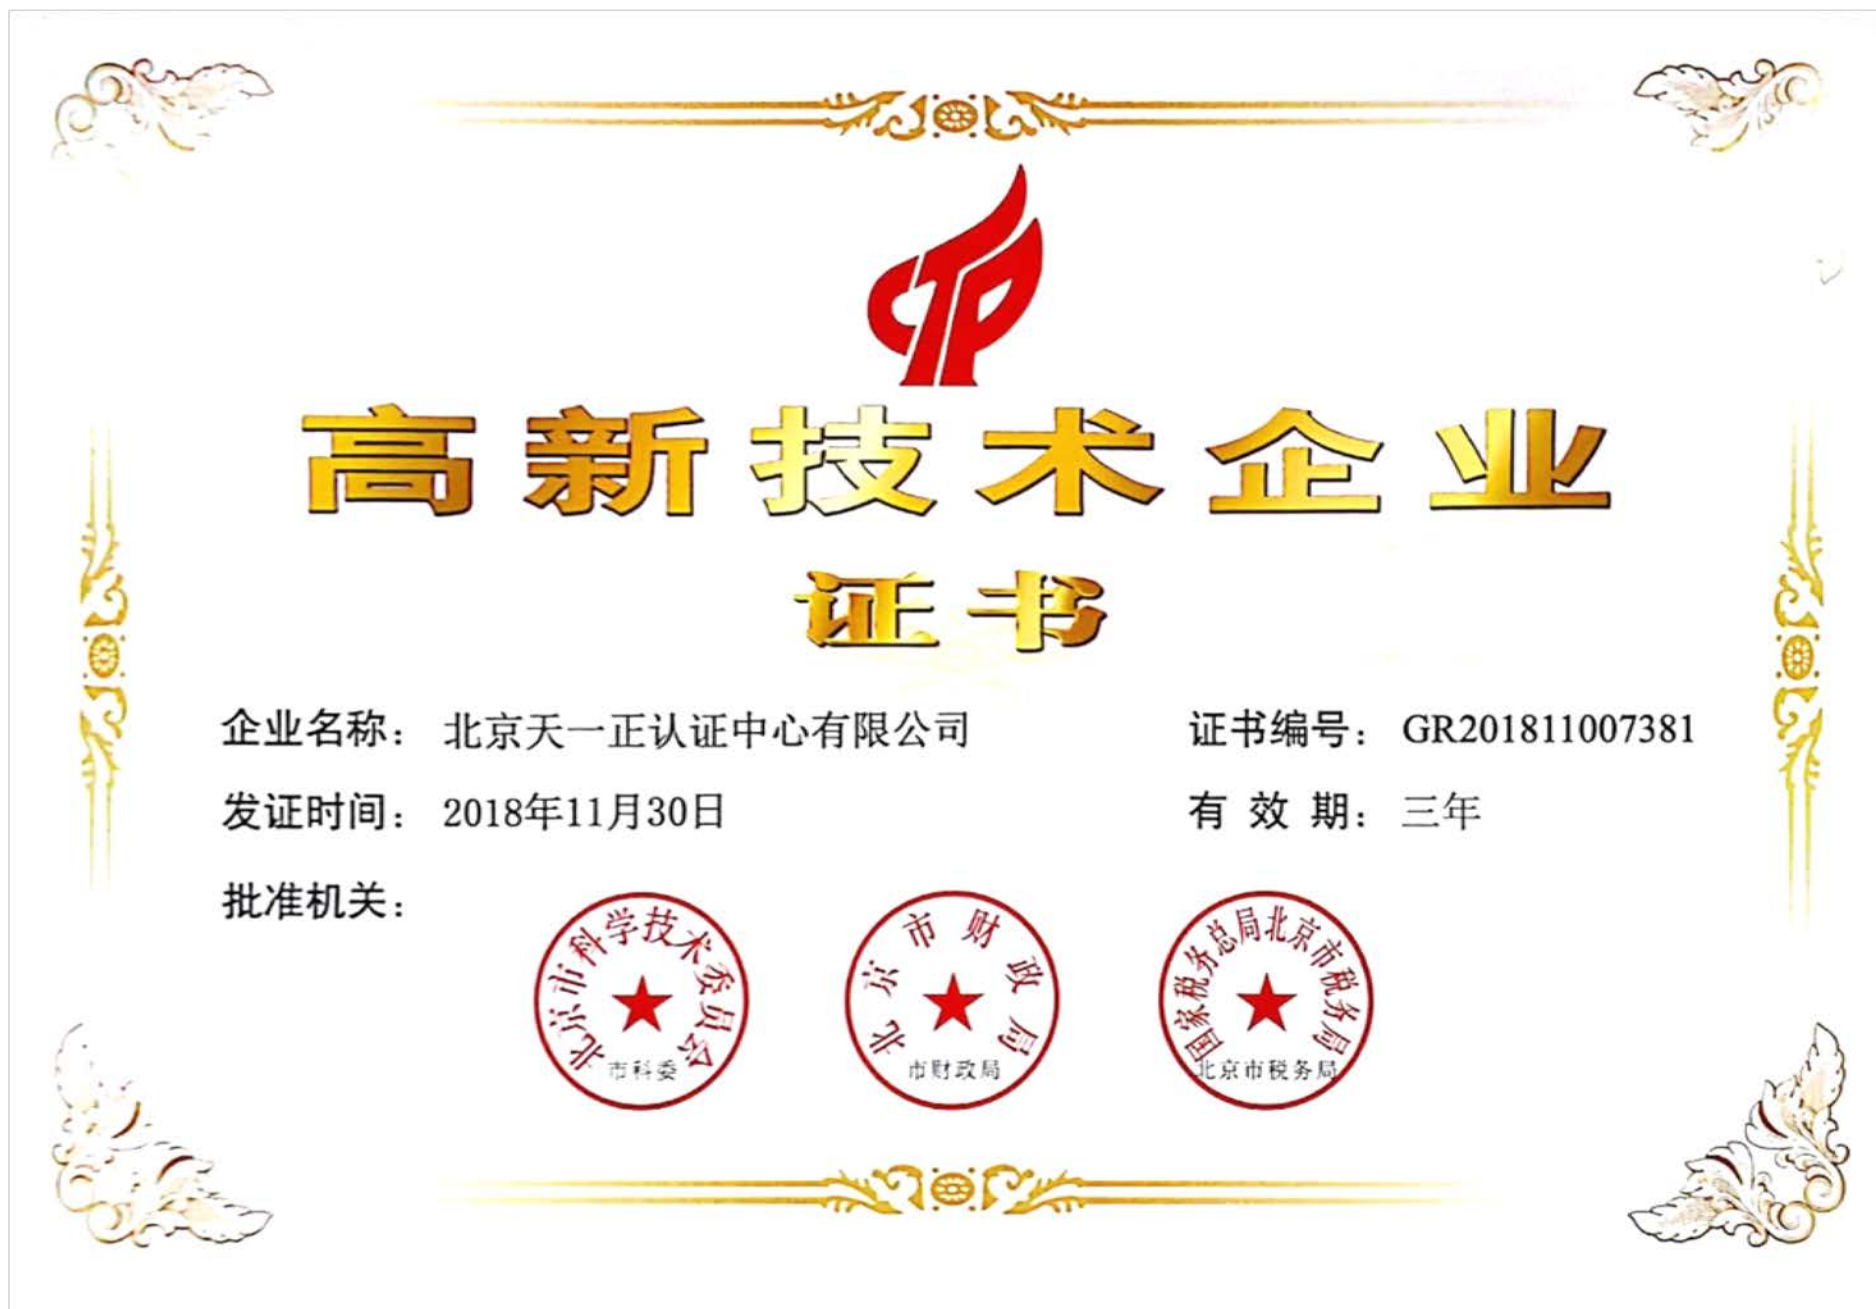 CTP
高新技术企业
证书
企业名称： 北京天一正认证中心有限公司
证书编号： GR201811007381
发证时间： 2018年11月30日
有 效 期： 三年
批准机关：
北京市科学技术委员会
市科委
北京市财政局
市财政局
国家税务总局北京市税务局
北京市税务局